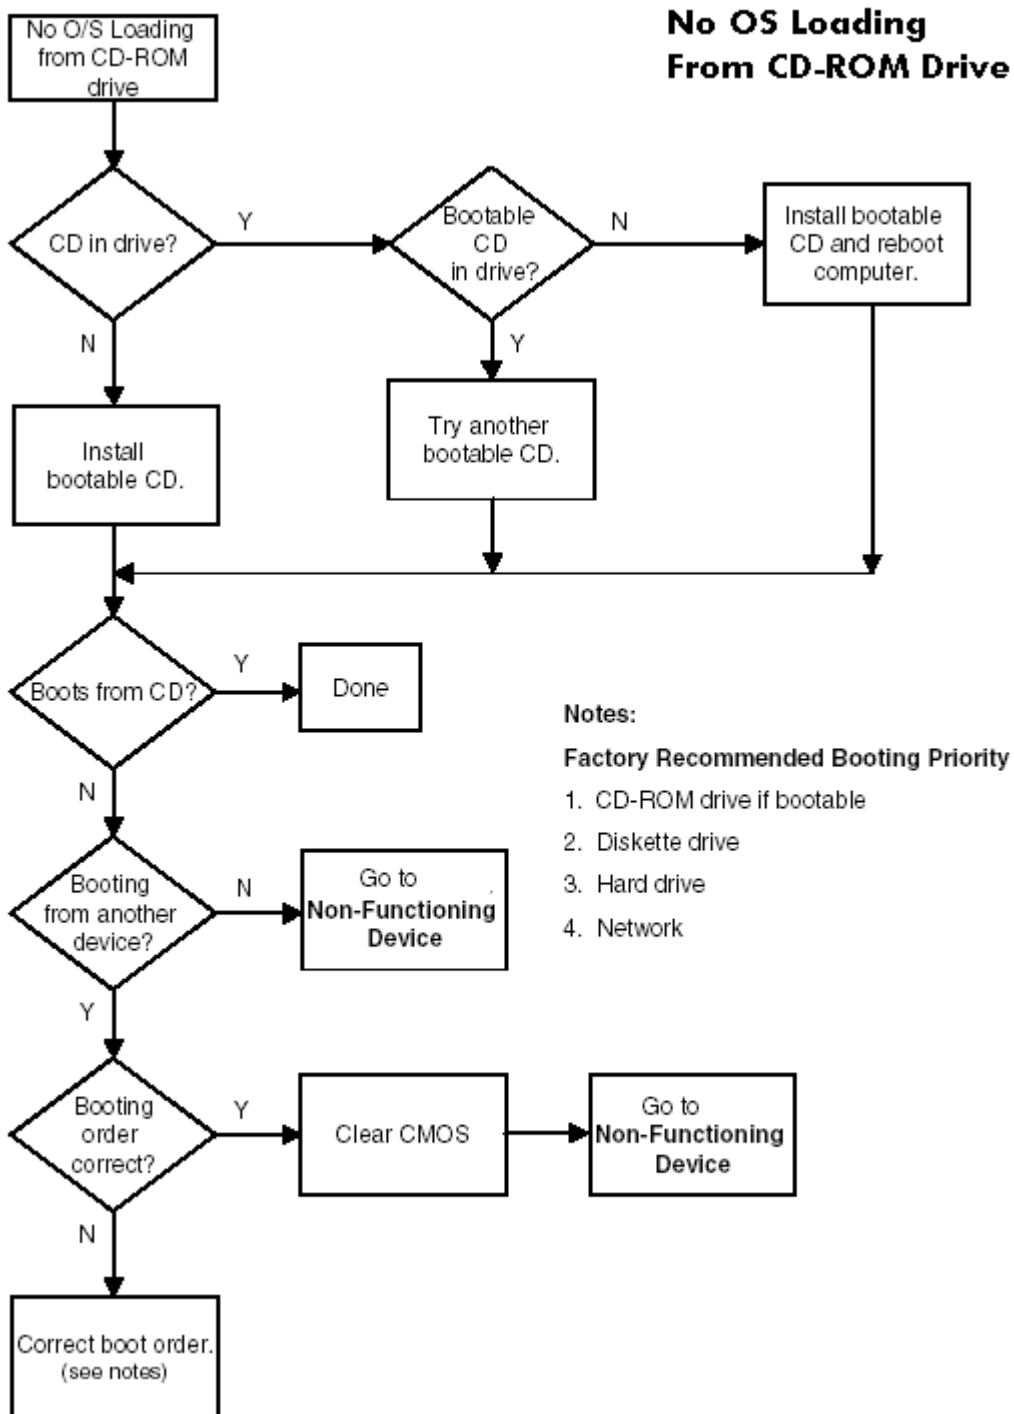 No OS Loading
From CD-ROM Drive
No O/S Loading
from CD-ROM
drive
CD in drive?
Y
Bootable
CD
in drive?
N
Install bootable
CD and reboot
computer.
N
Y
Install
bootable CD.
Try another
bootable CD.
Boots from CD?
Y
Done
N
Notes:
Factory Recommended Booting Priority
1. CD-ROM drive if bootable
2. Diskette drive
3. Hard drive
4. Network
Booting
from another
device?
N
Go to
Non-Functioning
Device
Y
Booting
order
correct?
Y
Clear CMOS
Go to
Non-Functioning
Device
N
Correct boot order.
(see notes)